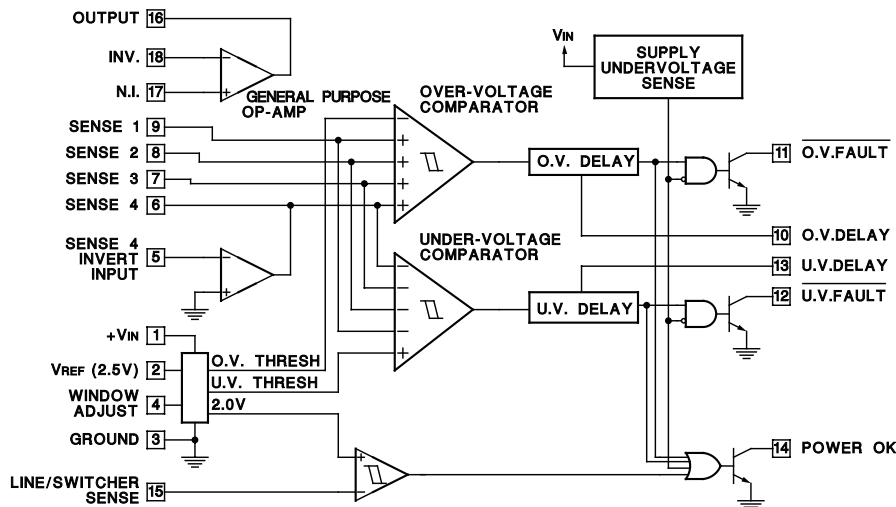 OUTPUT 16
INV. 18
N.I. 17
GENERAL PURPOSE
OP-AMP
SENSE 1 9
SENSE 2 8
SENSE 3 7
SENSE 4 6
SENSE 4
INVERT
INPUT
5
+VIN 1
VREF (2.5V) 2
WINDOW
ADJUST
4
GROUND 3
LINE/SWITCHER
SENSE
15
O.V. THRESH
U.V. THRESH
2.0V
OVER-VOLTAGE
COMPARATOR
UNDER-VOLTAGE
COMPARATOR
VIN
SUPPLY
UNDERVOLTAGE
SENSE
O.V. DELAY
U.V. DELAY
11 O.V.FAULT
10 O.V.DELAY
13 U.V.DELAY
12 U.V.FAULT
14 POWER OK